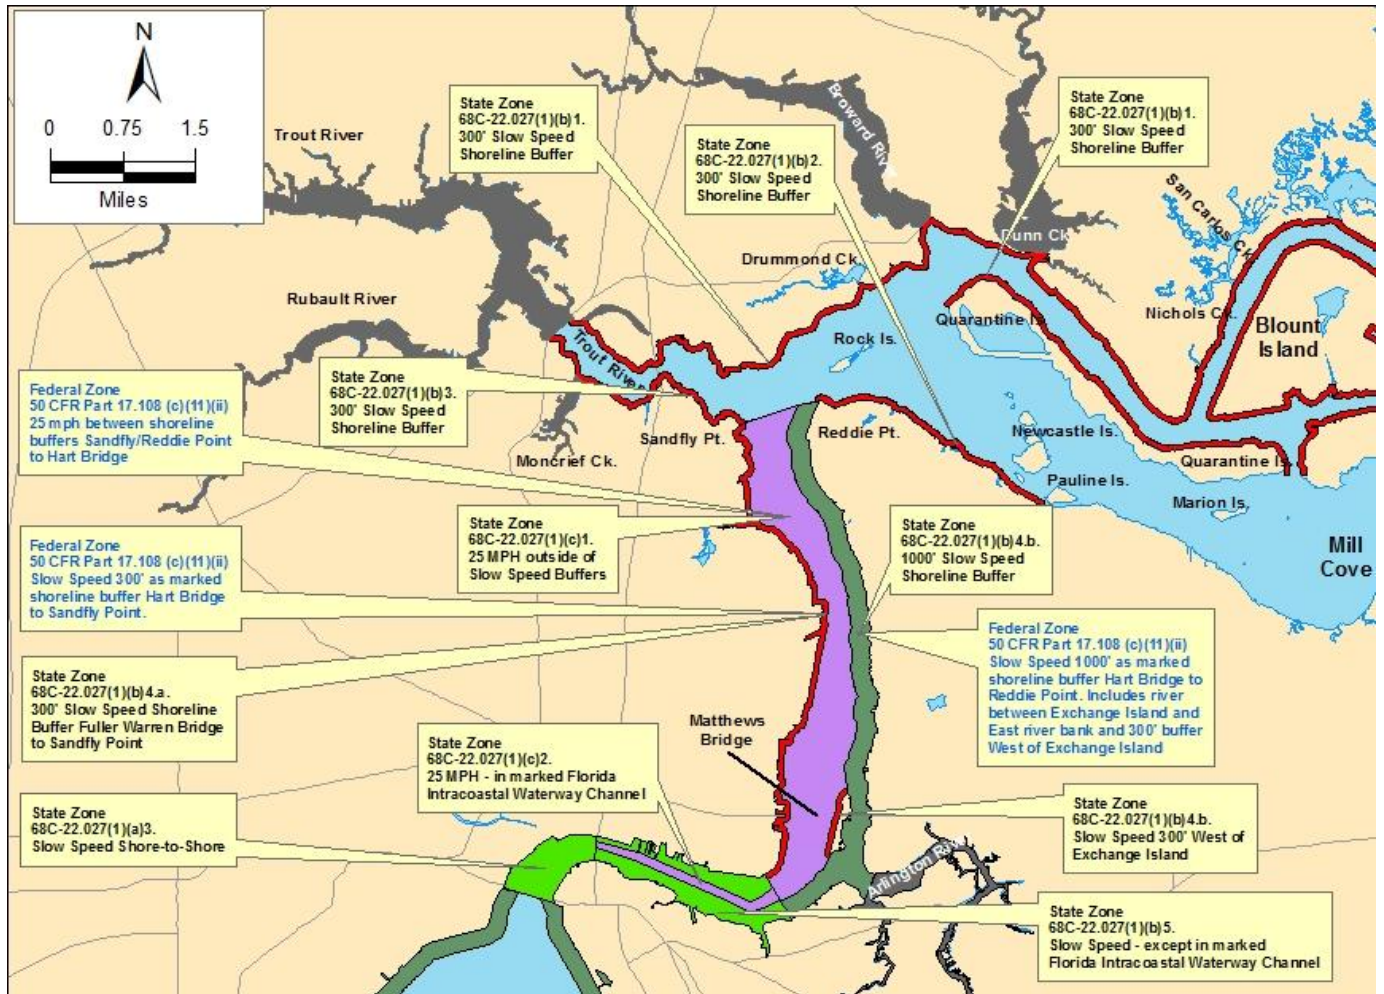 N
0 0.75 1.5
Miles
Trout River
Rubault River
State Zone
68C-22.027(1)(b)1.
300' Slow Speed
Shoreline Buffer
State Zone
68C-22.027(1)(b)2.
300' Slow Speed
Shoreline Buffer
Broward River
State Zone
68C-22.027(1)(b)1.
300' Slow Speed
Shoreline Buffer
San Carlos Ck.
Dunn Ck
Drummond Ck.
Nichols Ck.
Quarantine Is.
Blount
Island
Rock Is.
Trout River
Federal Zone
50 CFR Part 17.108 (c)(11)(ii)
25 mph between shoreline
buffers Sandfly/Reddie Point
to Hart Bridge
State Zone
68C-22.027(1)(b)3.
300' Slow Speed
Shoreline Buffer
Sandfly Pt.
Reddie Pt.
Moncrief Ck.
Newcastle Is.
Quarantine Is.
Pauline Is.
Marion Is.
Mill
Cove
State Zone
68C-22.027(1)(c)1.
25 MPH outside of
Slow Speed Buffers
State Zone
68C-22.027(1)(b)4.b.
1000' Slow Speed
Shoreline Buffer
Federal Zone
50 CFR Part 17.108 (c)(11)(ii)
Slow Speed 300' as marked
shoreline buffer Hart Bridge
to Sandfly Point.
Federal Zone
50 CFR Part 17.108 (c)(11)(ii)
Slow Speed 1000' as marked
shoreline buffer Hart Bridge to
Reddie Point. Includes river
between Exchange Island and
East river bank and 300' buffer
West of Exchange Island
State Zone
68C-22.027(1)(b)4.a.
300' Slow Speed Shoreline
Buffer Fuller Warren Bridge
to Sandfly Point
Matthews
Bridge
State Zone
68C-22.027(1)(c)2.
25 MPH - in marked Florida
Intracoastal Waterway Channel
State Zone
68C-22.027(1)(b)4.b.
Slow Speed 300' West of
Exchange Island
State Zone
68C-22.027(1)(a)3.
Slow Speed Shore-to-Shore
Arlington River
State Zone
68C-22.027(1)(b)5.
Slow Speed - except in marked
Florida Intracoastal Waterway Channel